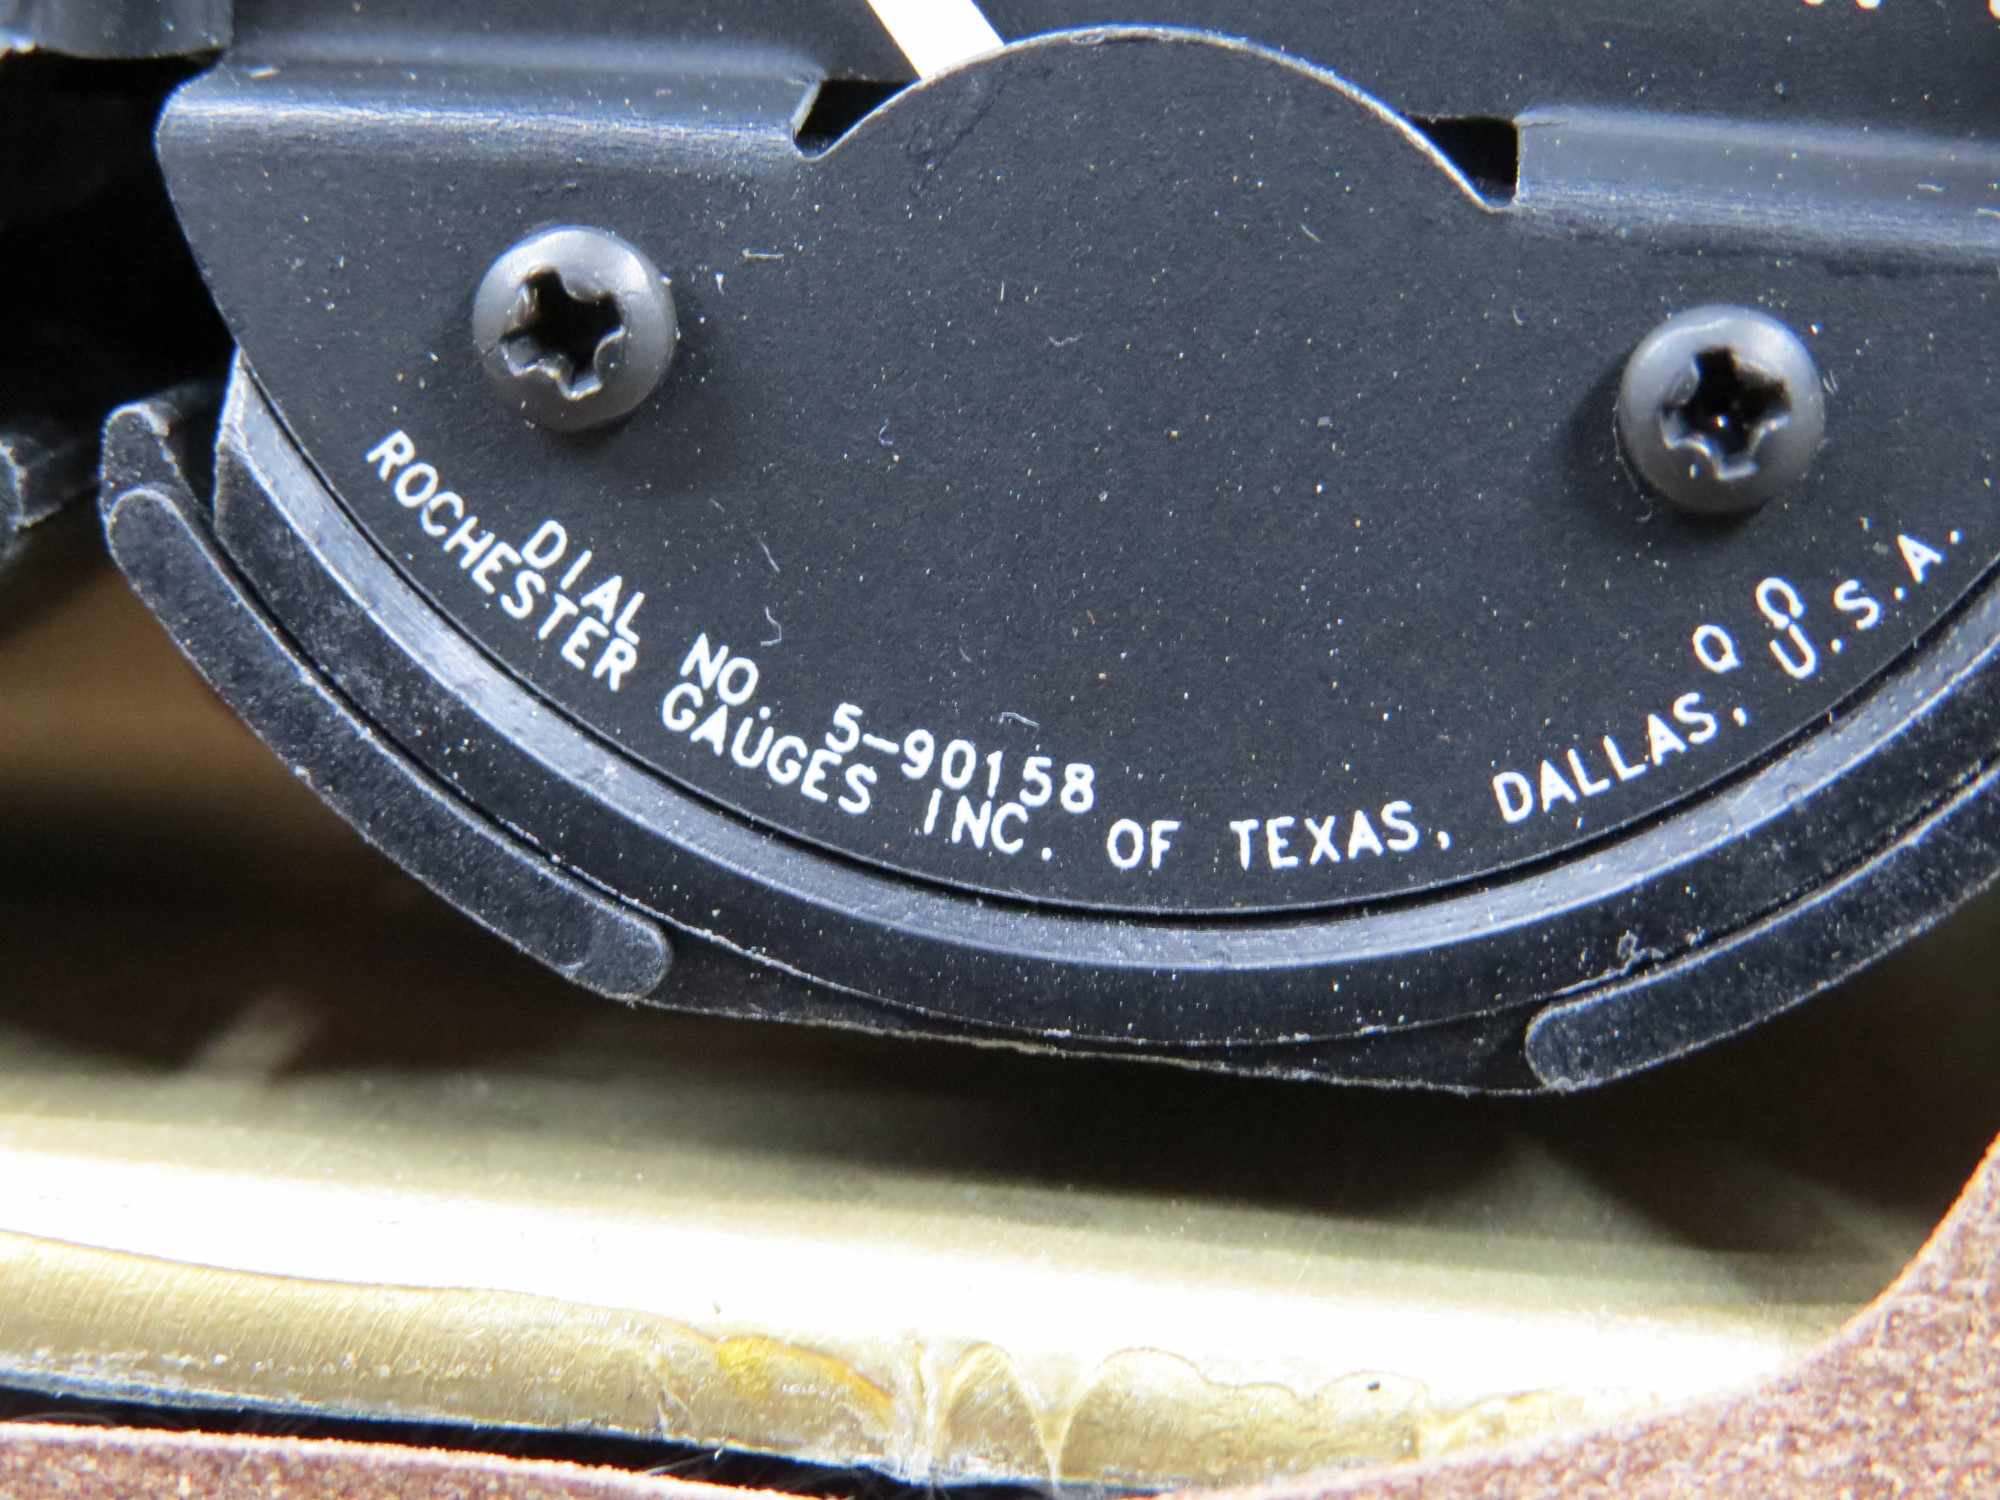 DIAL NO. 5-90158
ROCHESTER GAUGES INC. OF TEXAS, DALLAS, U.S.A.